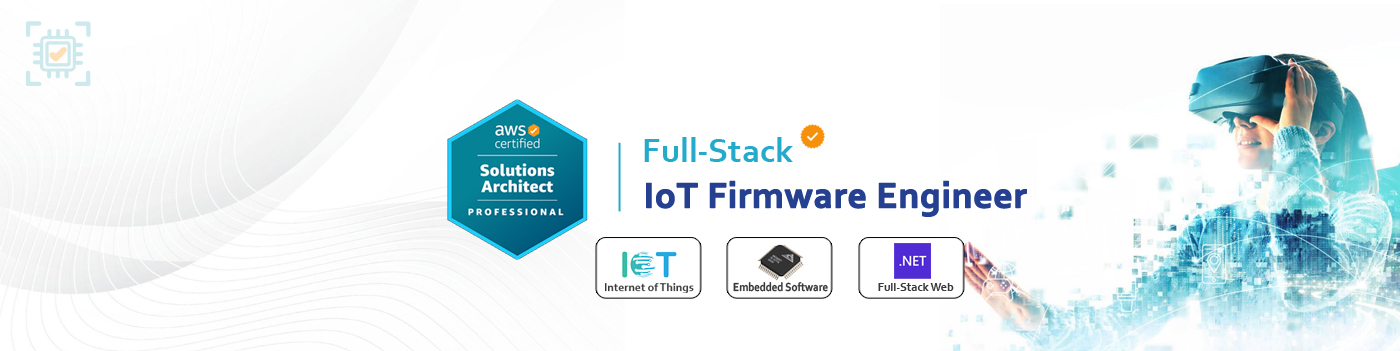 aws
certified
Solutions
Architect
PROFESSIONAL
Full-Stack
IoT Firmware Engineer
IOT
Internet of Things
Embedded Software
.NET
Full-Stack Web